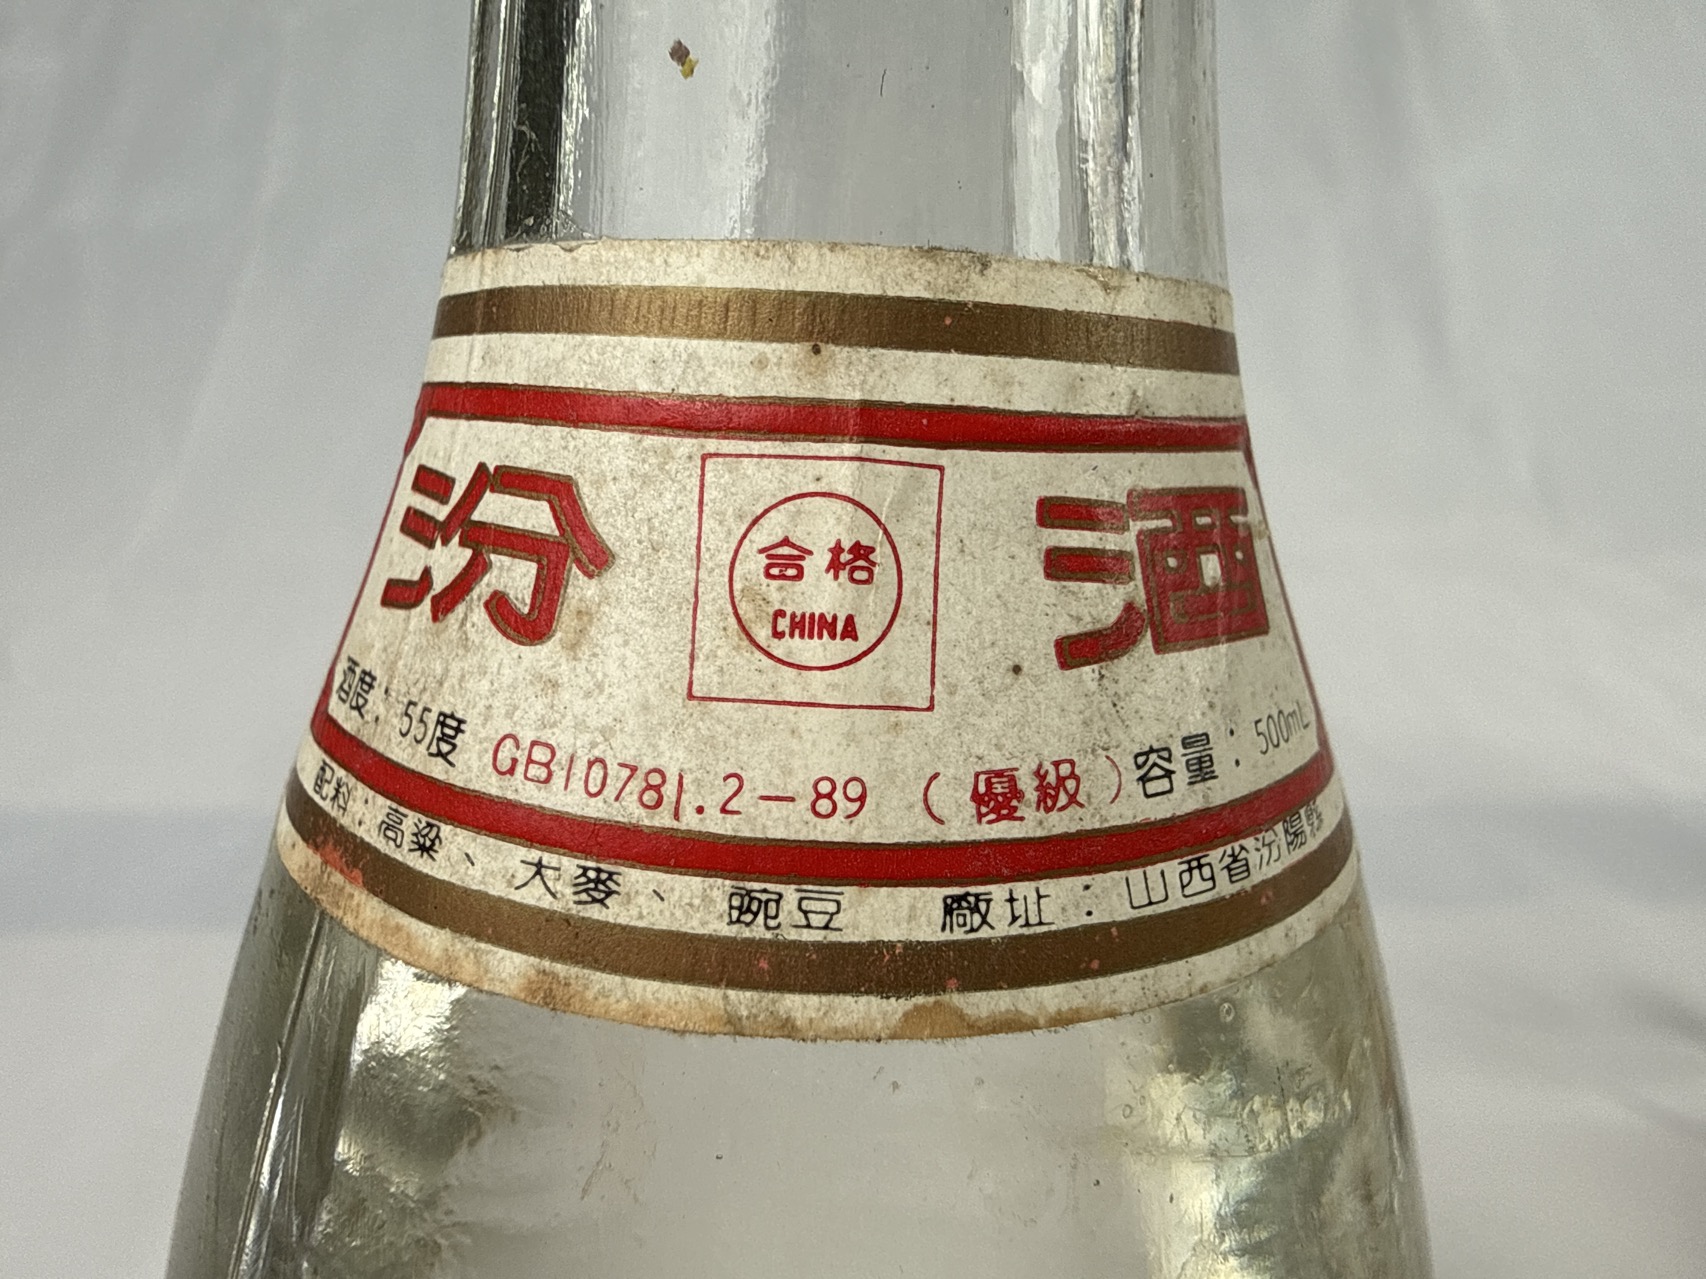 汾 酒
合格
CHINA
酒度：55度 GB10781.2－89（優級）容量：500mL
配料：高粱、大麥、豌豆 廠址：山西省汾陽縣